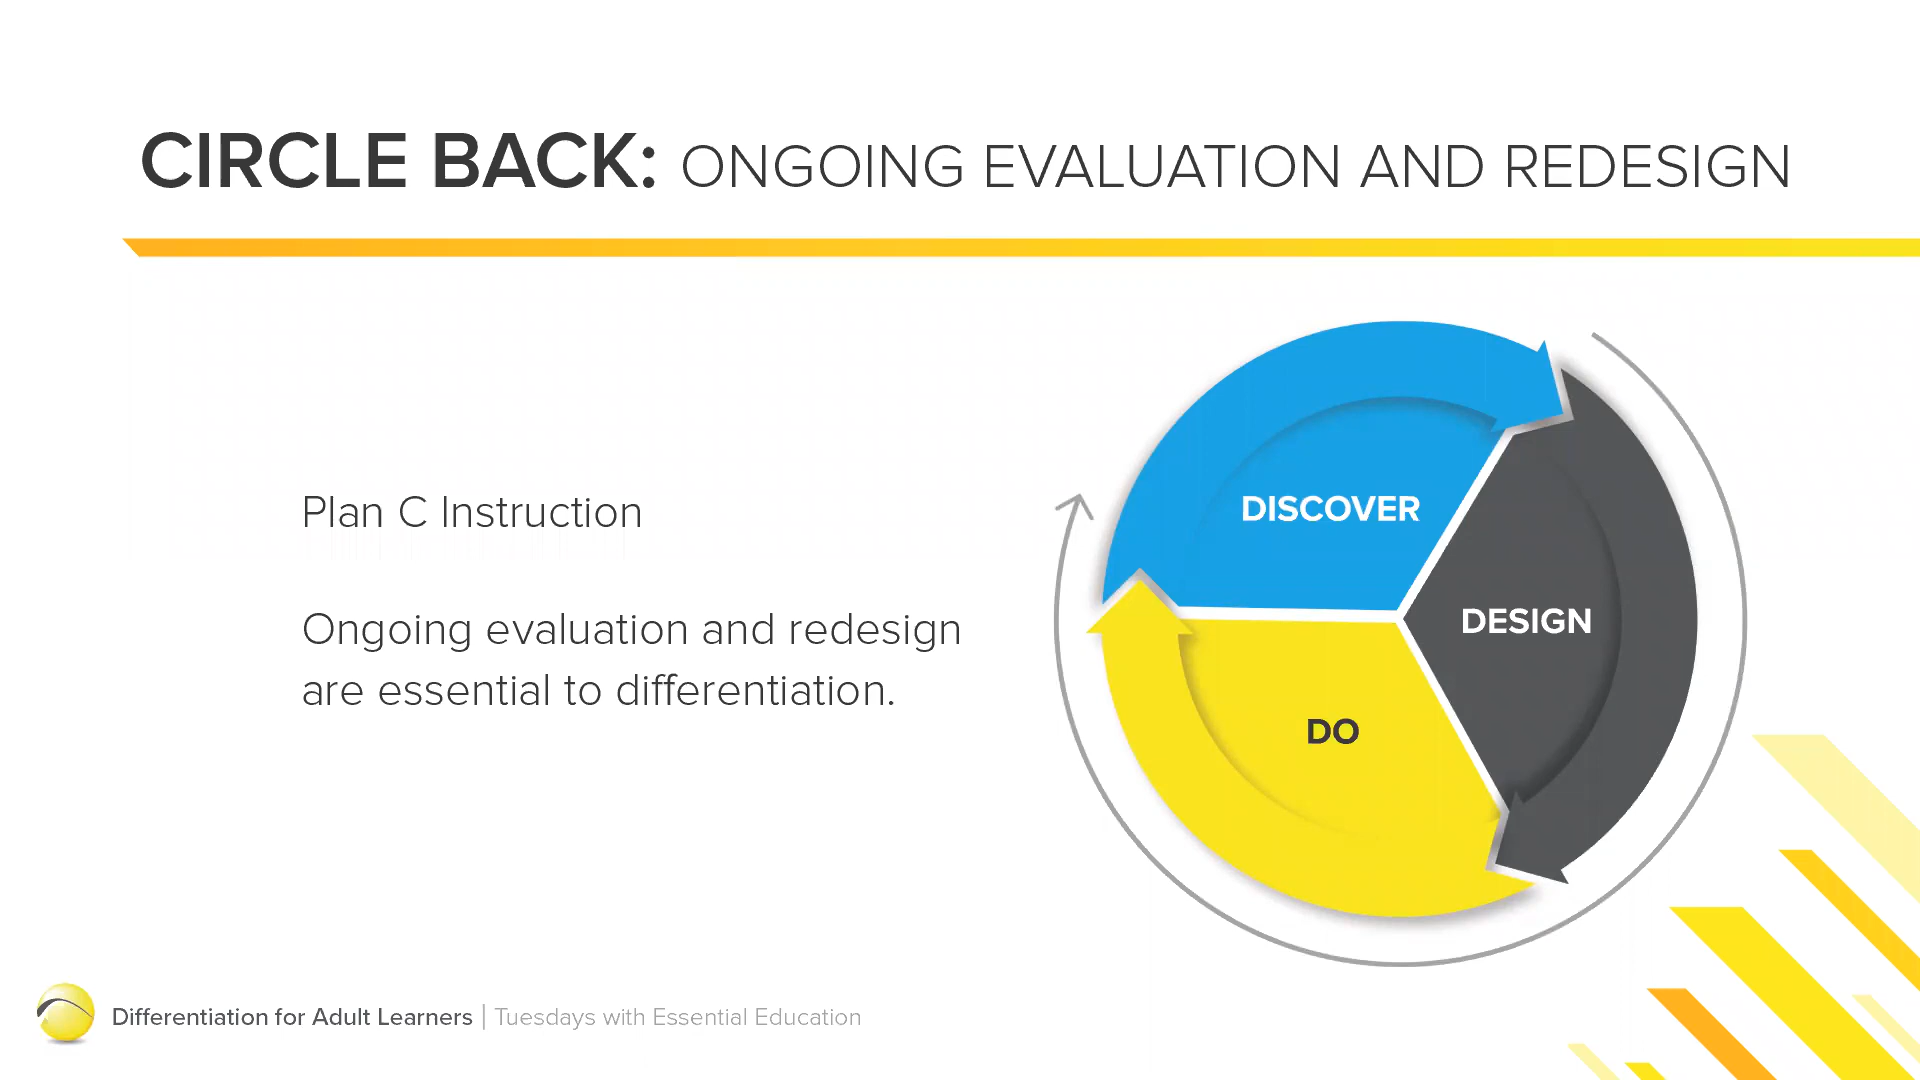 CIRCLE BACK: ONGOING EVALUATION AND REDESIGN
Plan C Instruction
Ongoing evaluation and redesign
are essential to differentiation.
DISCOVER
DESIGN
DO
Differentiation for Adult Learners | Tuesdays with Essential Education